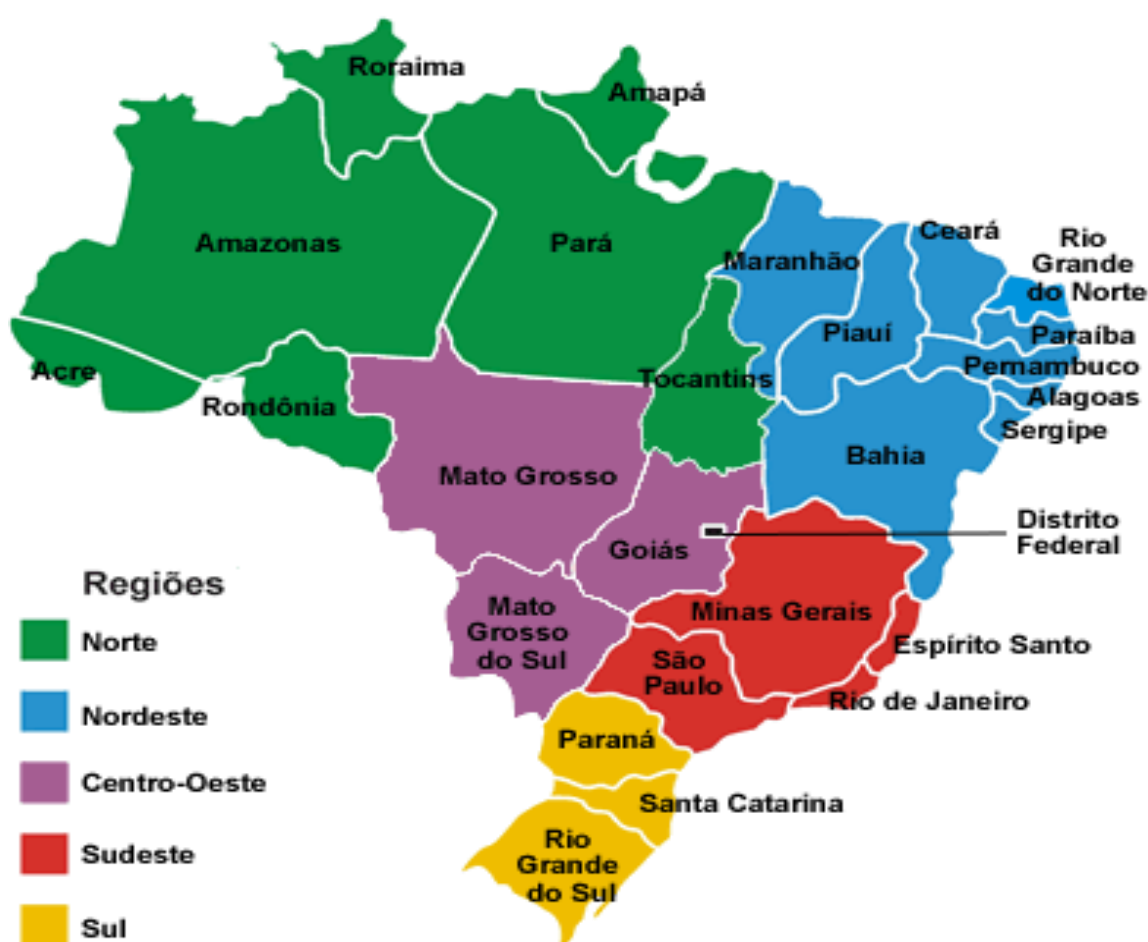 Roraima
Amapá
Amazonas
Pará
Maranhão
Ceará
Rio
Grande
do Norte
Piauí
Paraíba
Pernambuco
Alagoas
Sergipe
Acre
Rondônia
Tocantins
Bahia
Mato Grosso
Distrito
Federal
Goiás
Mato
Grosso
do Sul
Minas Gerais
Espírito Santo
São
Paulo
Rio de Janeiro
Paraná
Santa Catarina
Rio
Grande
do Sul
Regiões
Norte
Nordeste
Centro-Oeste
Sudeste
Sul